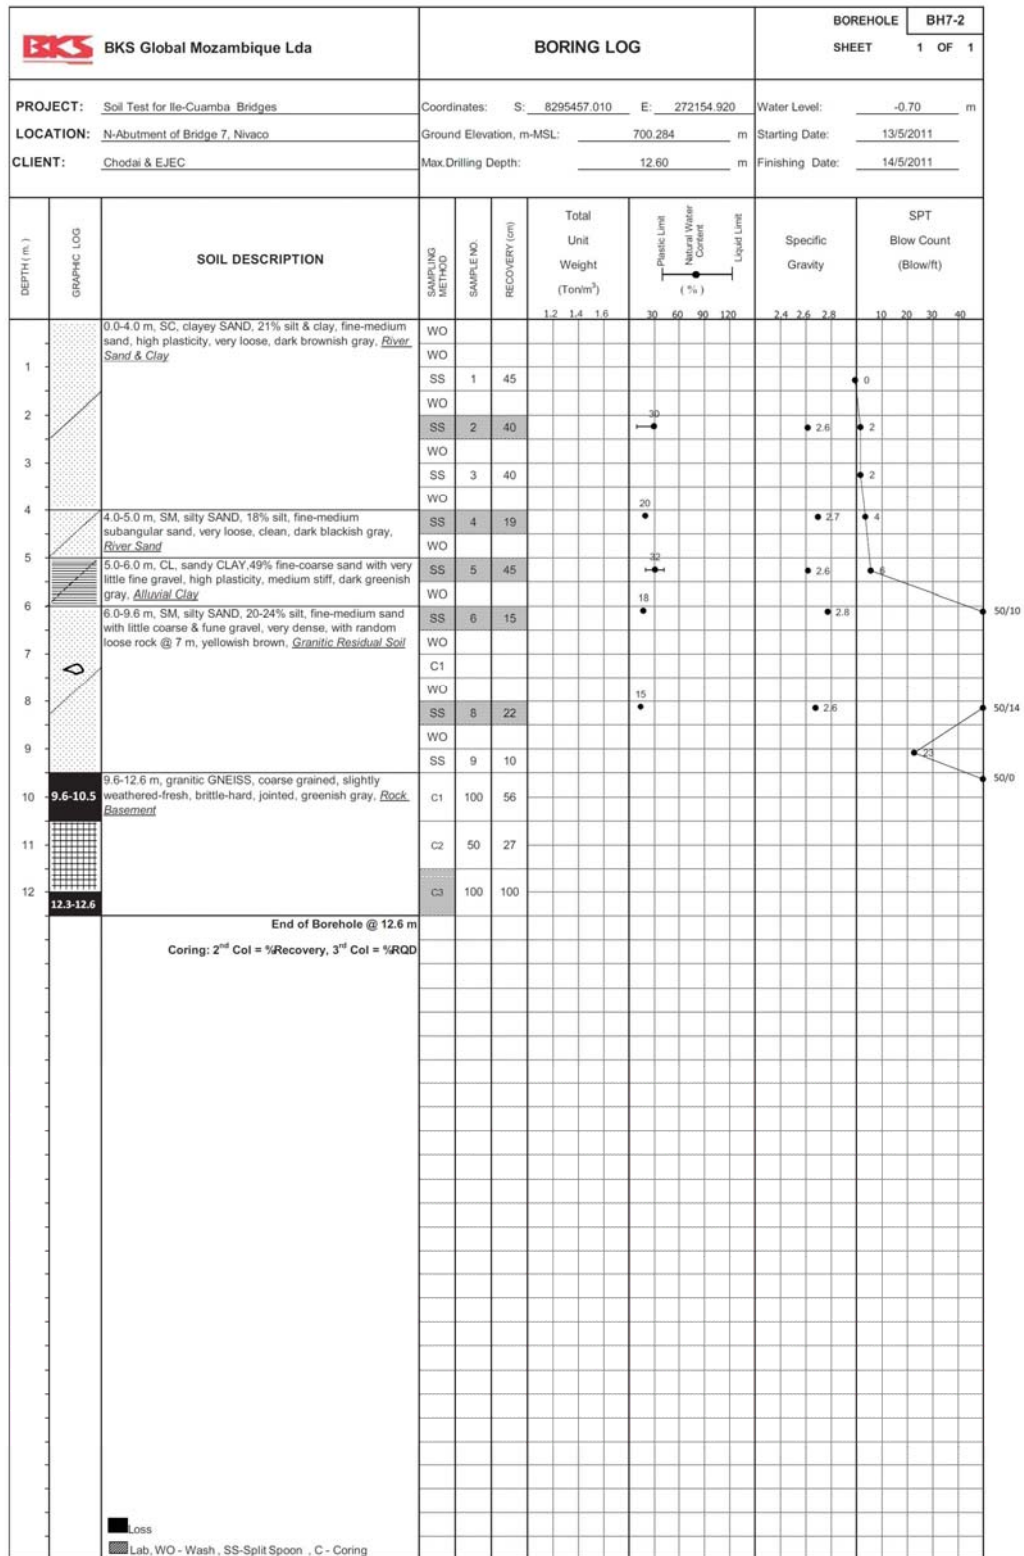 BOREHOLE BH7-2
BKS BKS Global Mozambique Lda BORING LOG SHEET 1 OF 1
PROJECT: Soil Test for Ile-Cuamba Bridges Coordinates: S: 8295457.010 E: 272154.920 Water Level: -0.70 m
LOCATION: N-Abutment of Bridge 7, Nivaco Ground Elevation, m-MSL: 700.284 m Starting Date: 13/5/2011
CLIENT: Chodai & EJEC Max.Drilling Depth: 12.60 m Finishing Date: 14/5/2011
DEPTH ( m. )
GRAPHIC LOG
SOIL DESCRIPTION
SAMPLING METHOD
SAMPLE NO.
RECOVERY (cm)
Total
Unit
Weight
(Ton/m³)
Plastic Limit
Natural Water Content
Liquid Limit
( % )
Specific
Gravity
SPT
Blow Count
(Blow/ft)
1.2 1.4 1.6 30 60 90 120 2.4 2.6 2.8 10 20 30 40
0.0-4.0 m, SC, clayey SAND, 21% silt & clay, fine-medium
sand, high plasticity, very loose, dark brownish gray, River
Sand & Clay
WO
WO
1
SS 1 45 0
WO
2
30
SS 2 40 2.6 2
WO
3
SS 3 40 2
WO
20
4
4.0-5.0 m, SM, silty SAND, 18% silt, fine-medium
subangular sand, very loose, clean, dark blackish gray,
River Sand
SS 4 19 2.7 4
WO
5
32
5.0-6.0 m, CL, sandy CLAY,49% fine-coarse sand with very
little fine gravel, high plasticity, medium stiff, dark greenish
gray, Alluvial Clay
SS 5 45 2.6 6
WO
18
6
6.0-9.6 m, SM, silty SAND, 20-24% silt, fine-medium sand
with little coarse & fune gravel, very dense, with random
loose rock @ 7 m, yellowish brown, Granitic Residual Soil
SS 6 15 2.8 50/10
WO
7
C1
WO
15
8
SS 8 22 2.6 50/14
WO
9
23
SS 9 10
50/0
9.6-12.6 m, granitic GNEISS, coarse grained, slightly
weathered-fresh, brittle-hard, jointed, greenish gray, Rock
Basement
10 9.6-10.5 C1 100 56
11 C2 50 27
12 C3 100 100
12.3-12.6
End of Borehole @ 12.6 m
Coring: 2nd Col = %Recovery, 3rd Col = %RQD
Loss
Lab, WO - Wash , SS-Split Spoon , C - Coring